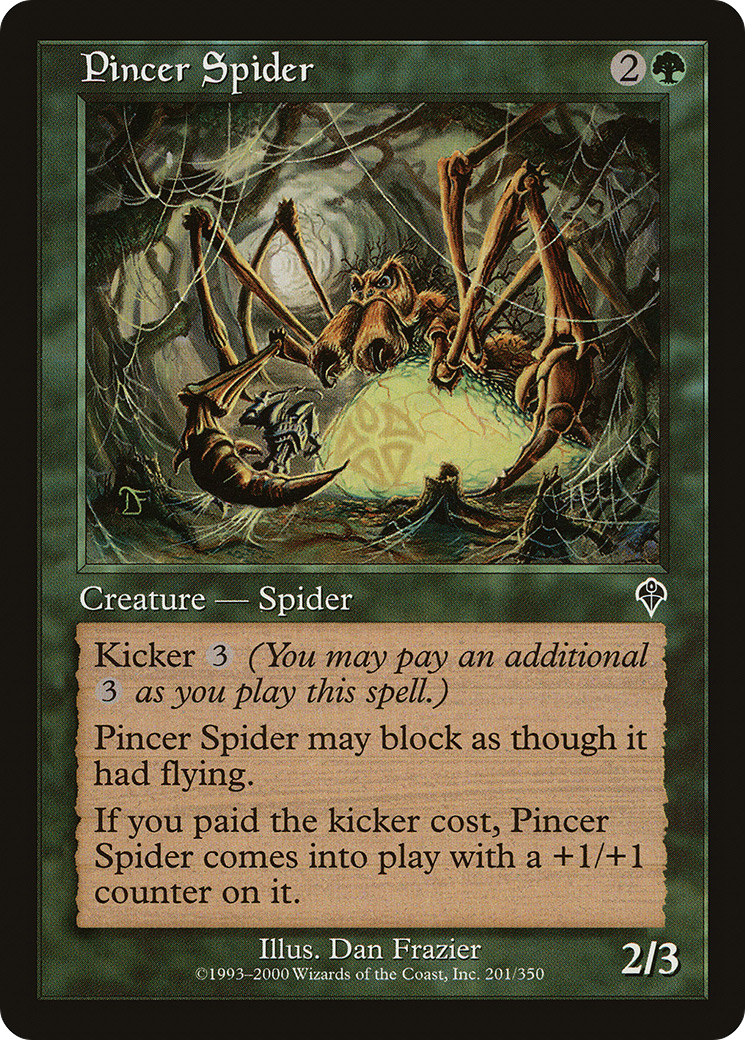 Pincer Spider
2
DF
Creature — Spider
Kicker 3 (You may pay an additional
3 as you play this spell.)
Pincer Spider may block as though it
had flying.
If you paid the kicker cost, Pincer
Spider comes into play with a +1/+1
counter on it.
Illus. Dan Frazier
©1993–2000 Wizards of the Coast, Inc. 201/350
2/3